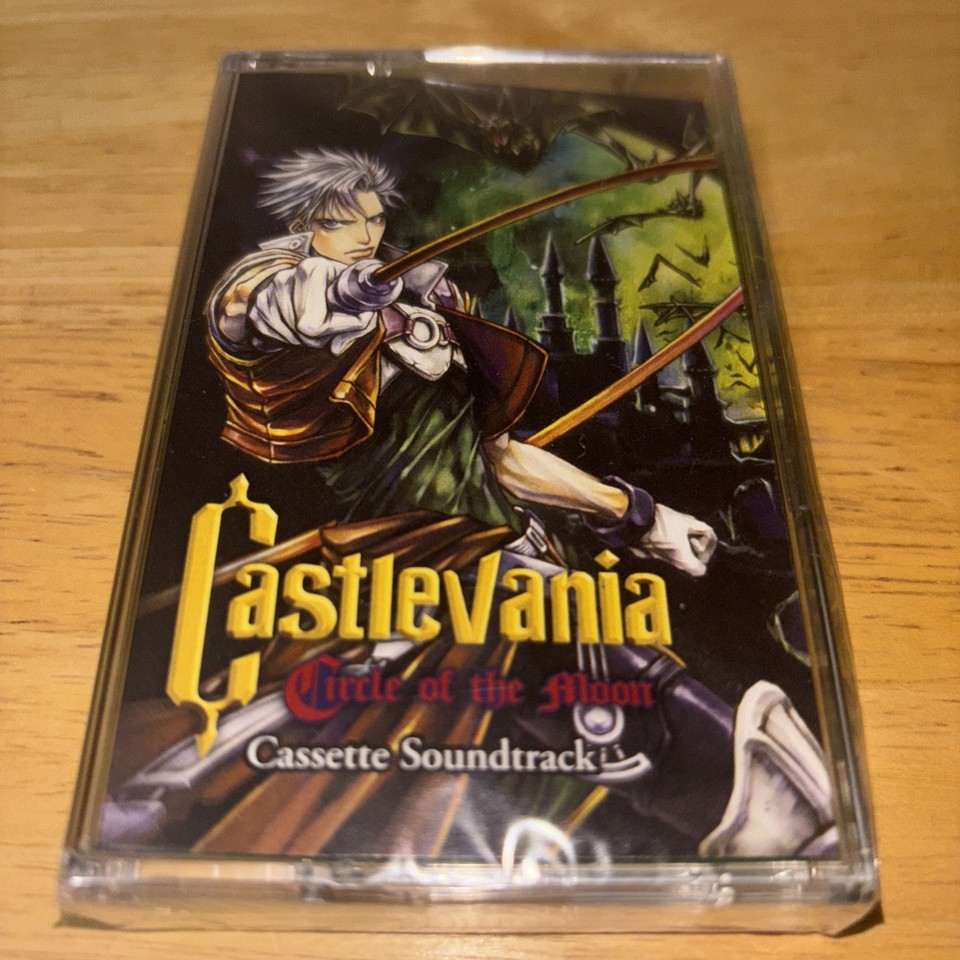 Castlevania
Circle of the Moon
Cassette Soundtrack